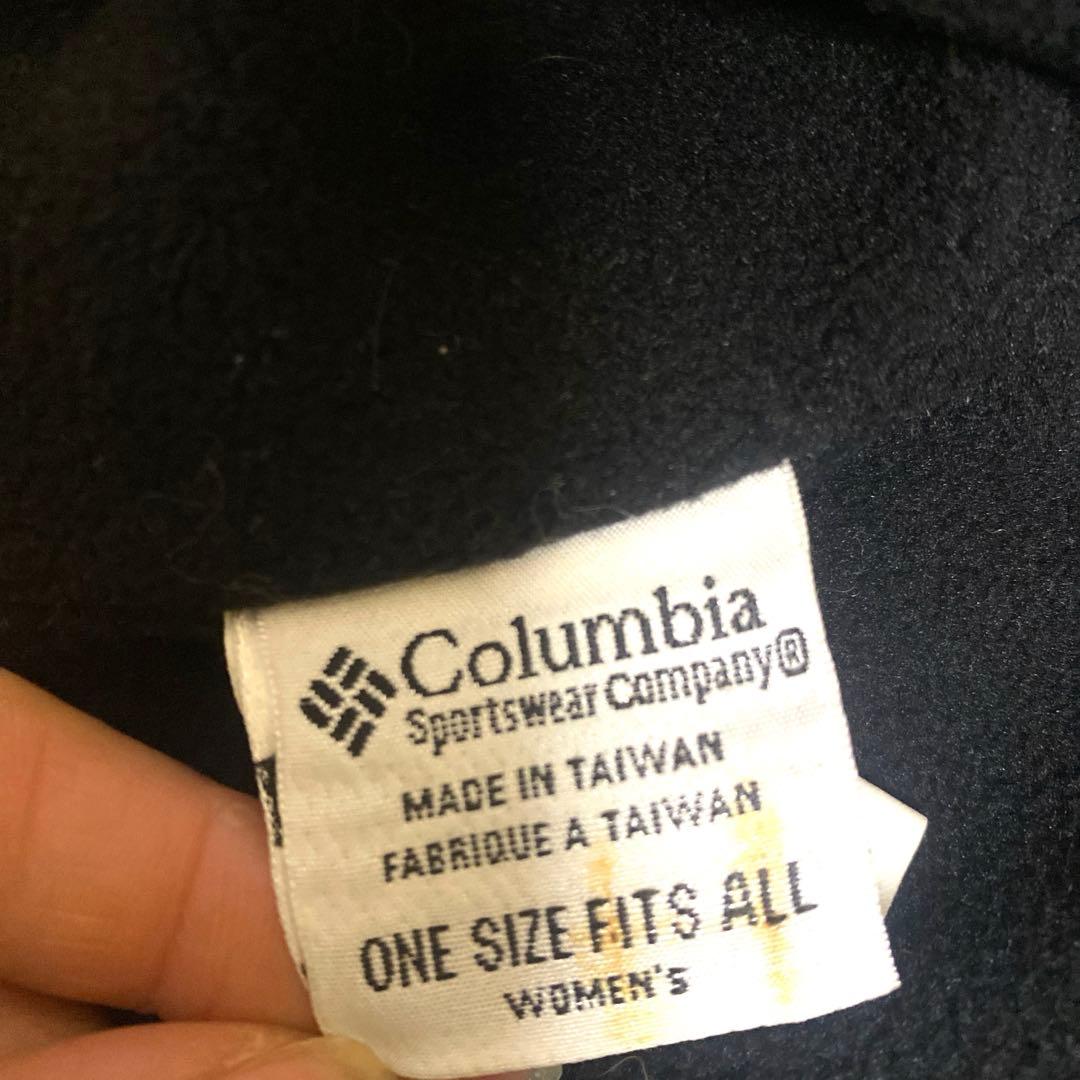 Columbia
Sportswear Company®
MADE IN TAIWAN
FABRIQUE A TAIWAN
ONE SIZE FITS ALL
WOMEN'S